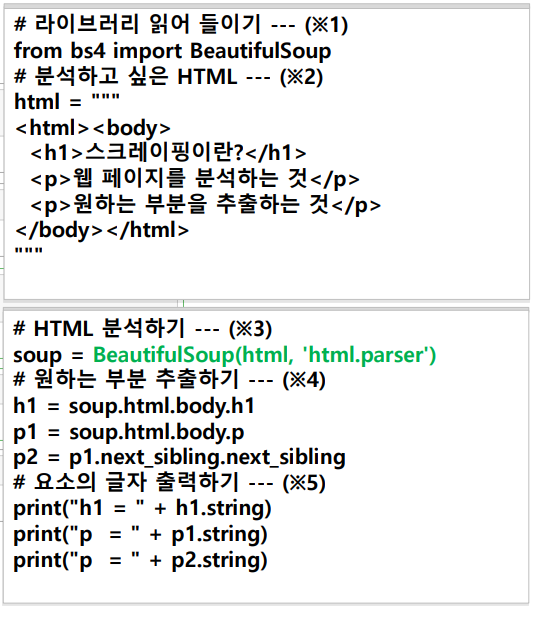 # 라이브러리 읽어 들이기 --- (※1)
from bs4 import BeautifulSoup
# 분석하고 싶은 HTML --- (※2)
html = """
<html><body>
  <h1>스크레이핑이란?</h1>
  <p>웹 페이지를 분석하는 것</p>
  <p>원하는 부분을 추출하는 것</p>
</body></html>
"""
# HTML 분석하기 --- (※3)
soup = BeautifulSoup(html, 'html.parser')
# 원하는 부분 추출하기 --- (※4)
h1 = soup.html.body.h1
p1 = soup.html.body.p
p2 = p1.next_sibling.next_sibling
# 요소의 글자 출력하기 --- (※5)
print("h1 = " + h1.string)
print("p  = " + p1.string)
print("p  = " + p2.string)